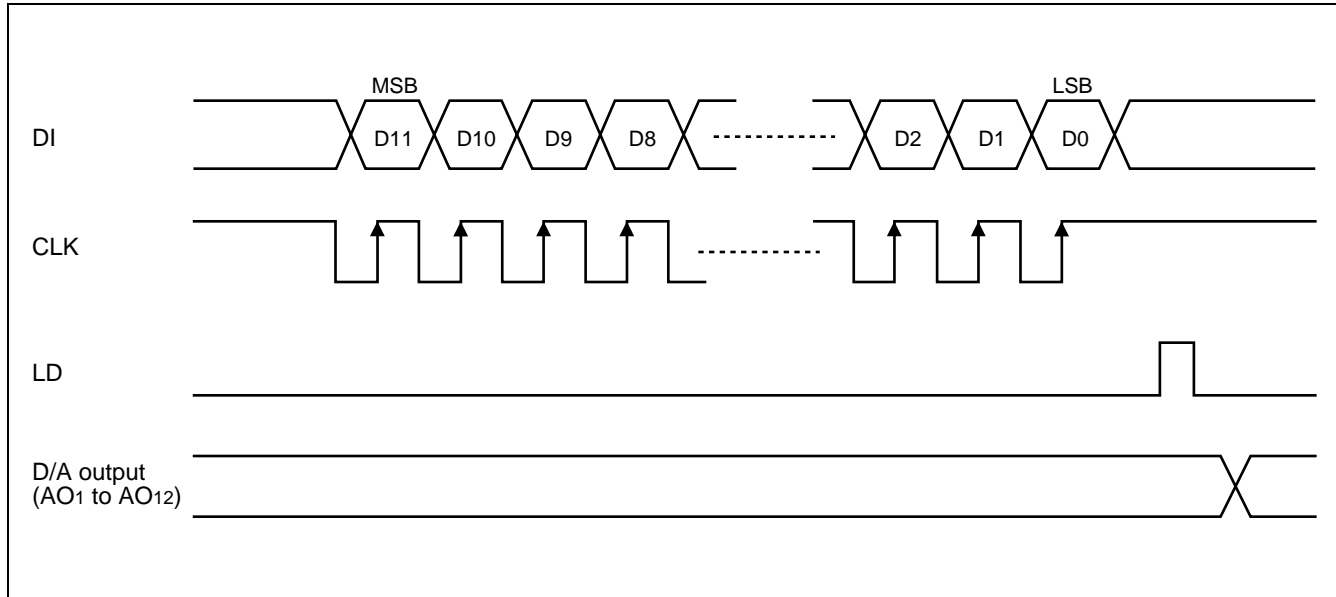 MSB LSB
DI D11 D10 D9 D8 D2 D1 D0
CLK
LD
D/A output
(AO1 to AO12)